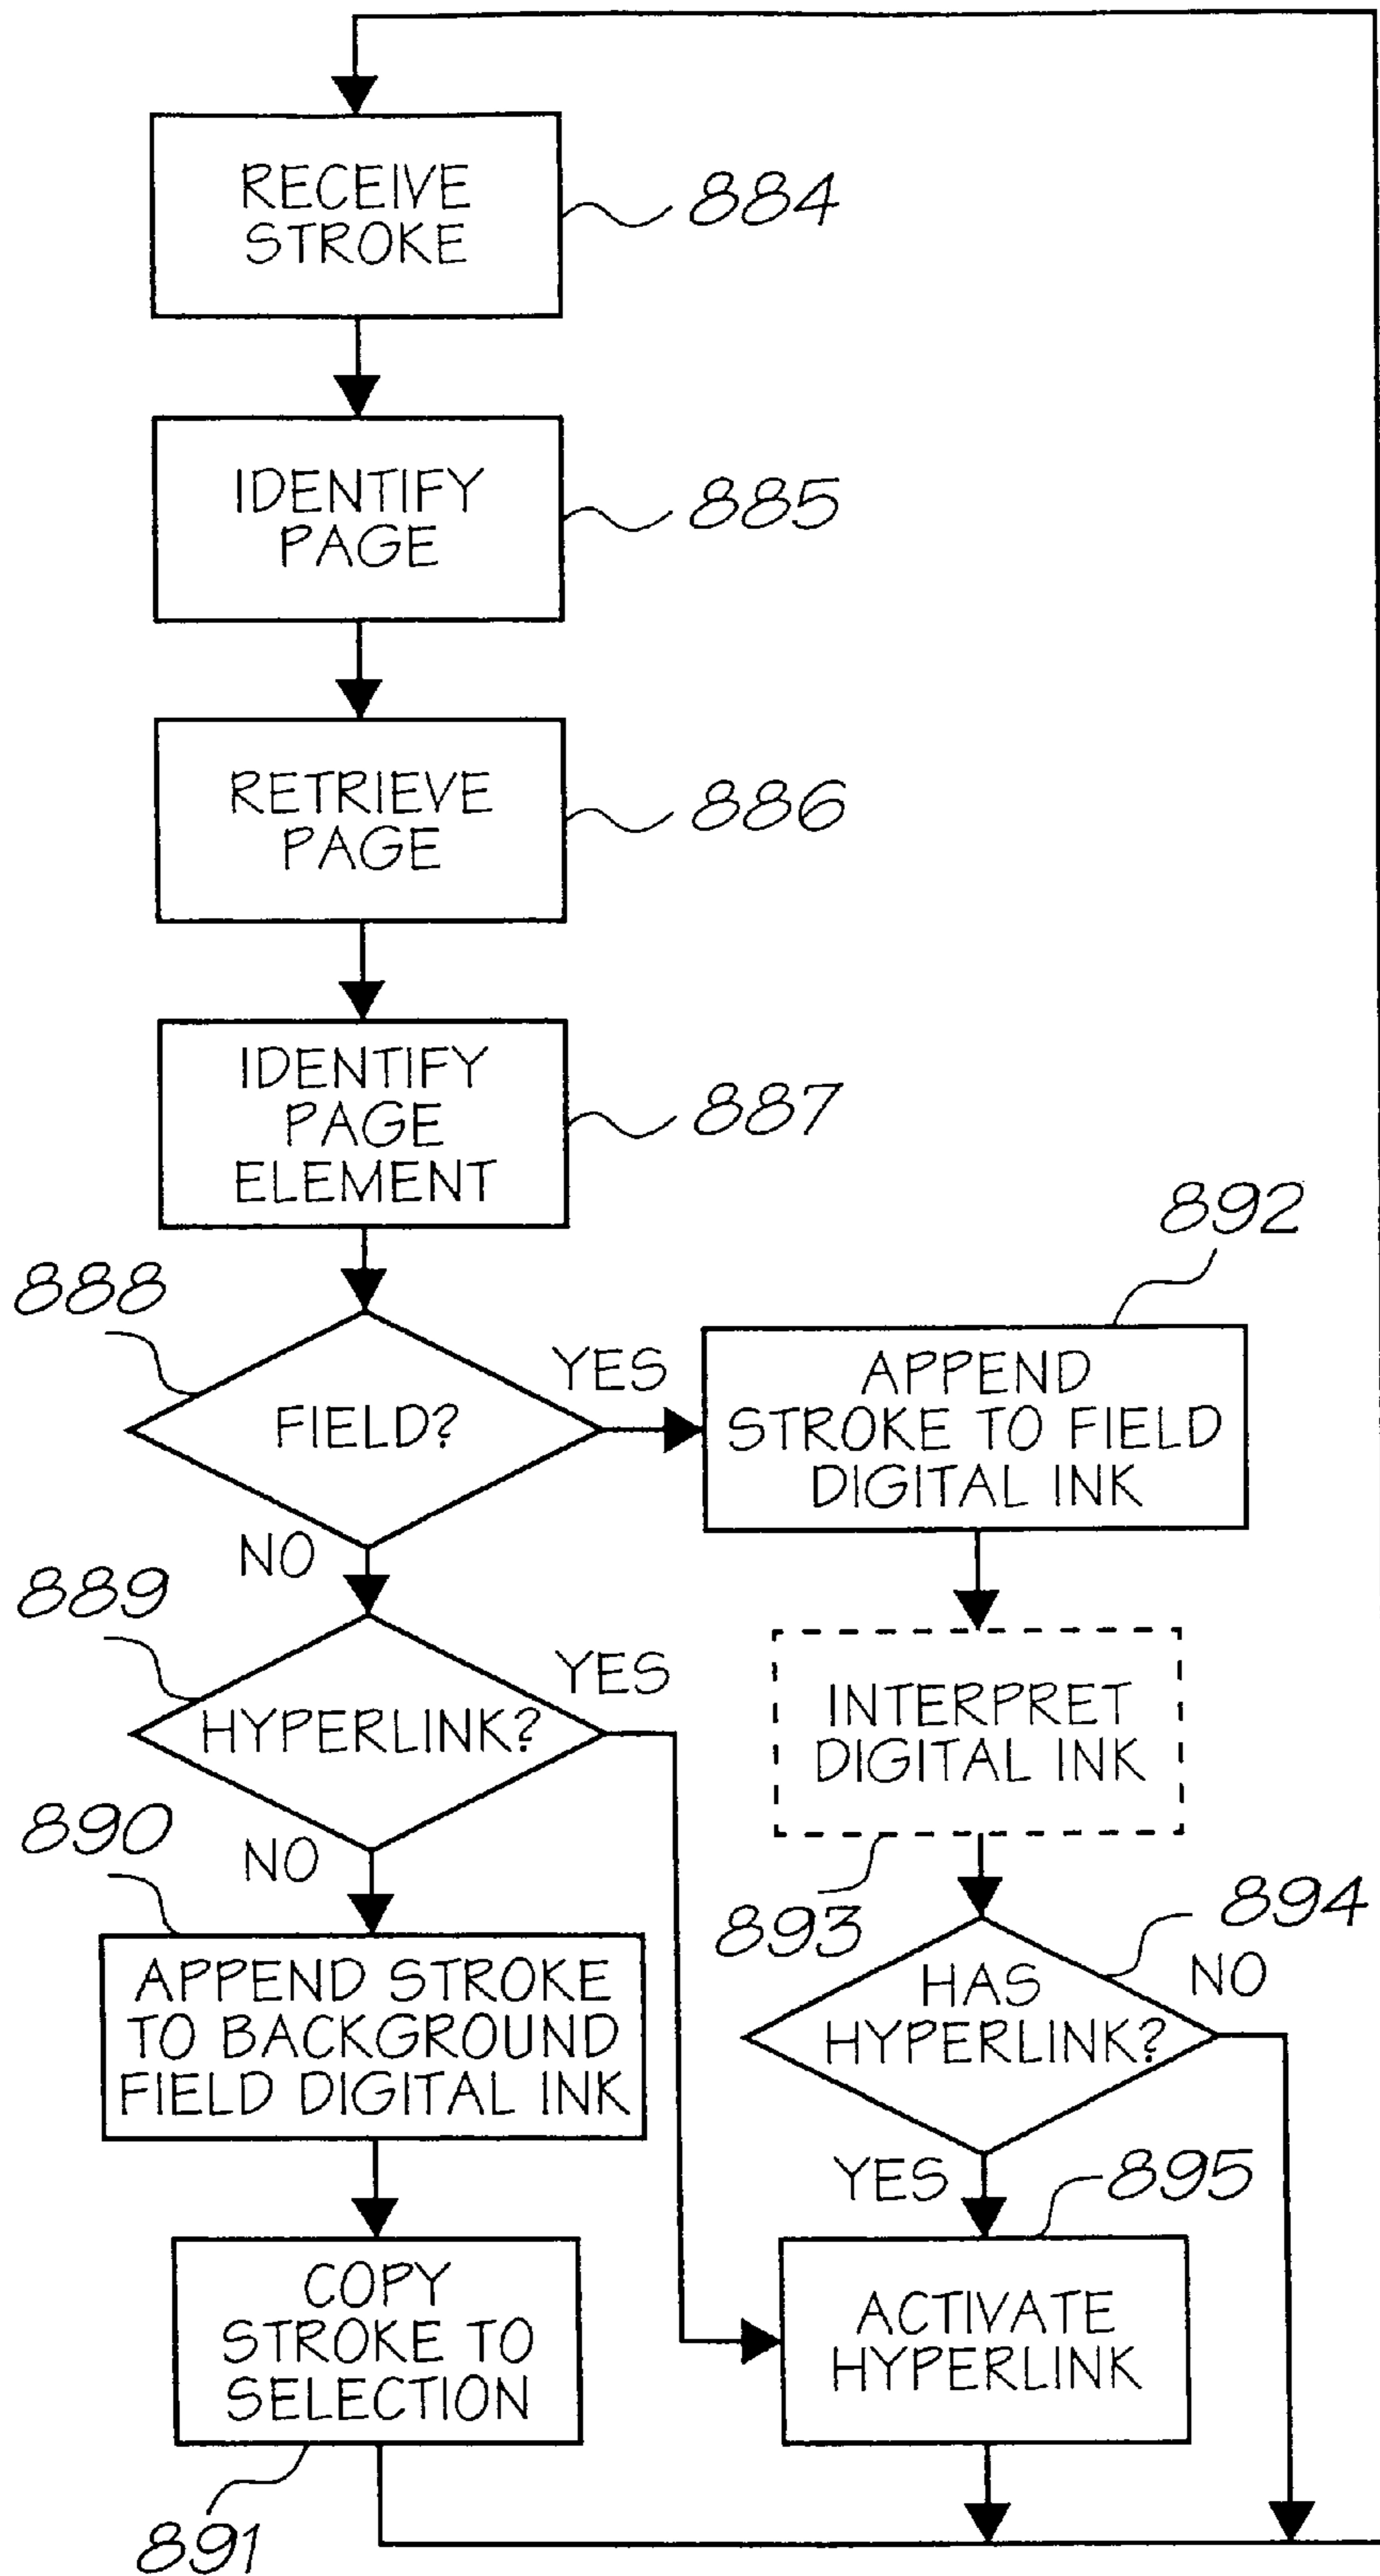 RECEIVE
STROKE
884
IDENTIFY
PAGE
885
RETRIEVE
PAGE
886
IDENTIFY
PAGE
ELEMENT
887
888
FIELD?
YES
NO
892
APPEND
STROKE TO FIELD
DIGITAL INK
889
HYPERLINK?
YES
NO
INTERPRET
DIGITAL INK
893
890
APPEND STROKE
TO BACKGROUND
FIELD DIGITAL INK
894
HAS
HYPERLINK?
NO
YES
895
COPY
STROKE TO
SELECTION
891
ACTIVATE
HYPERLINK